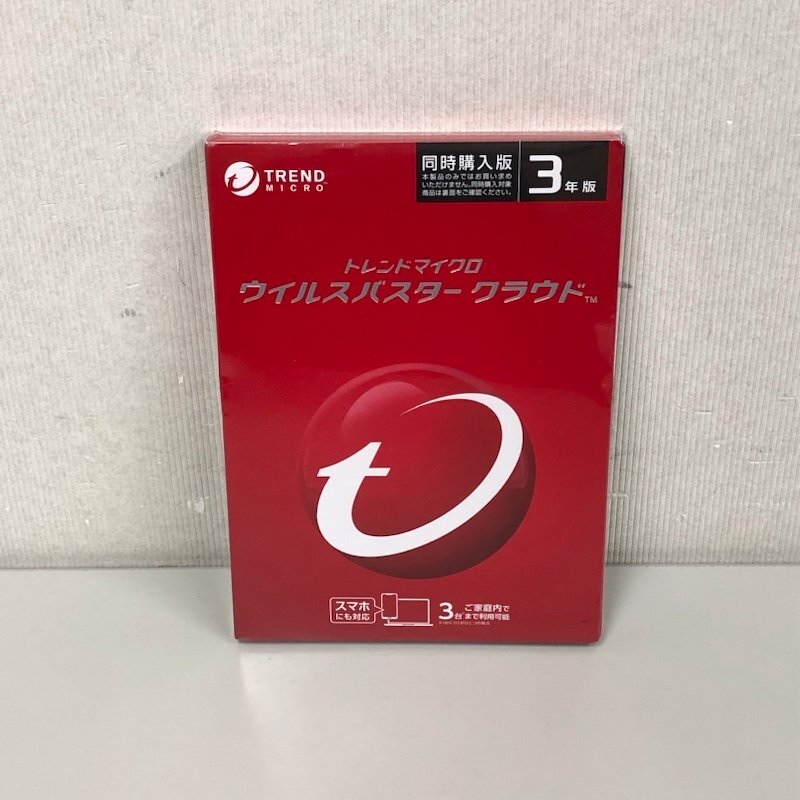 TREND
MICRO
同時購入版
本製品のみではお買い求め
いただけません。同時購入対象
商品は裏面をご確認ください。
3年版
トレンドマイクロ
ウイルスバスター クラウド™
スマホ
にも対応
3台*まで利用可能
ご家庭内で